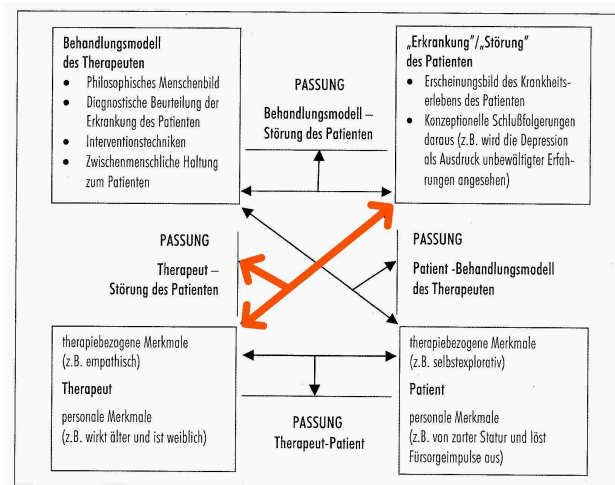 Behandlungsmodell
des Therapeuten
● Philosophisches Menschenbild
● Diagnostische Beurteilung der
Erkrankung des Patienten
● Interventionstechniken
● Zwischenmenschliche Haltung
zum Patienten
PASSUNG
Behandlungsmodell –
Störung des Patienten
„Erkrankung"/„Störung"
des Patienten
● Erscheinungsbild des Krankheits-
erlebens des Patienten
● Konzeptionelle Schlußfolgerungen
daraus (z.B. wird die Depression
als Ausdruck unbewältigter Erfah-
rungen angesehen)
PASSUNG
Therapeut –
Störung des Patienten
PASSUNG
Patient -Behandlungsmodell
des Therapeuten
therapiebezogene Merkmale
(z.B. empathisch)
Therapeut
personale Merkmale
(z.B. wirkt älter und ist weiblich)
PASSUNG
Therapeut-Patient
therapiebezogene Merkmale
(z.B. selbstexplorativ)
Patient
personale Merkmale
(z.B. von zarter Statur und löst
Fürsorgeimpulse aus)